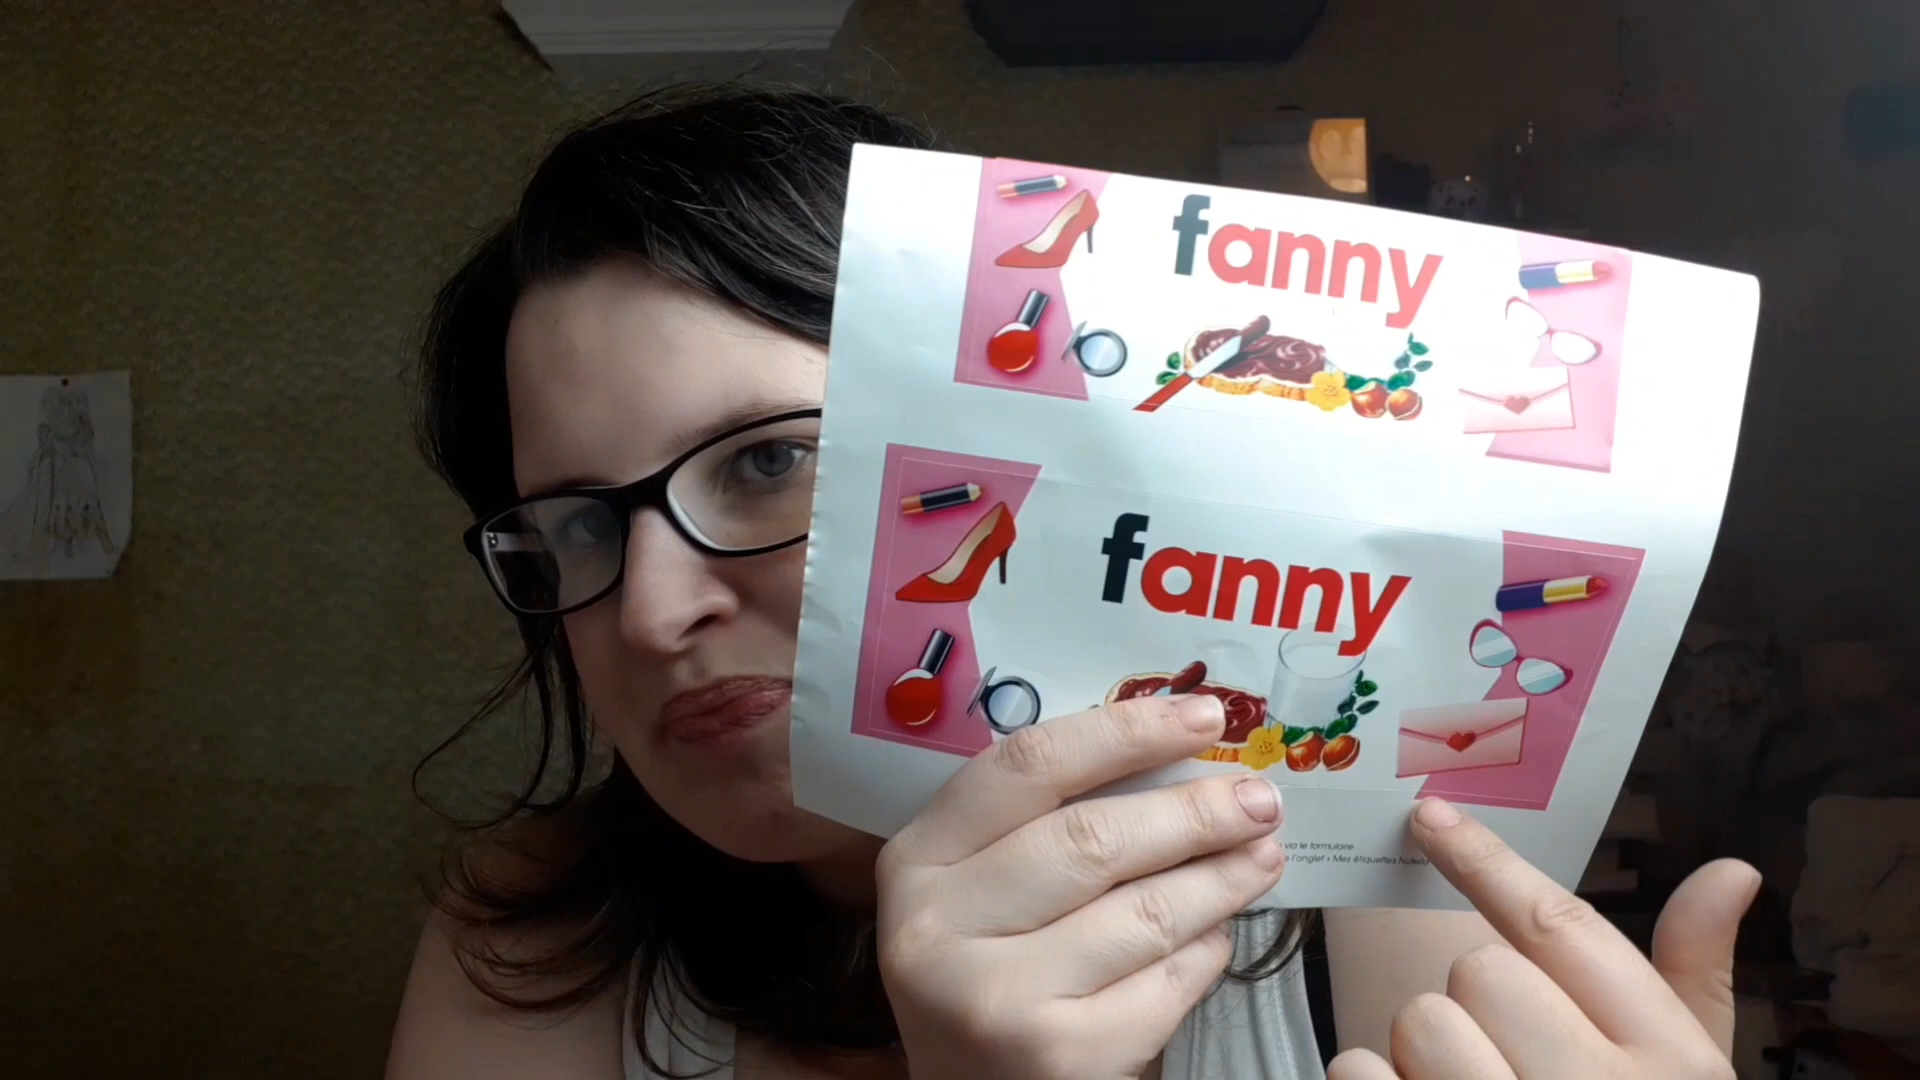 fanny
fanny
via le formulaire
l'onglet « Mes étiquettes Nutella